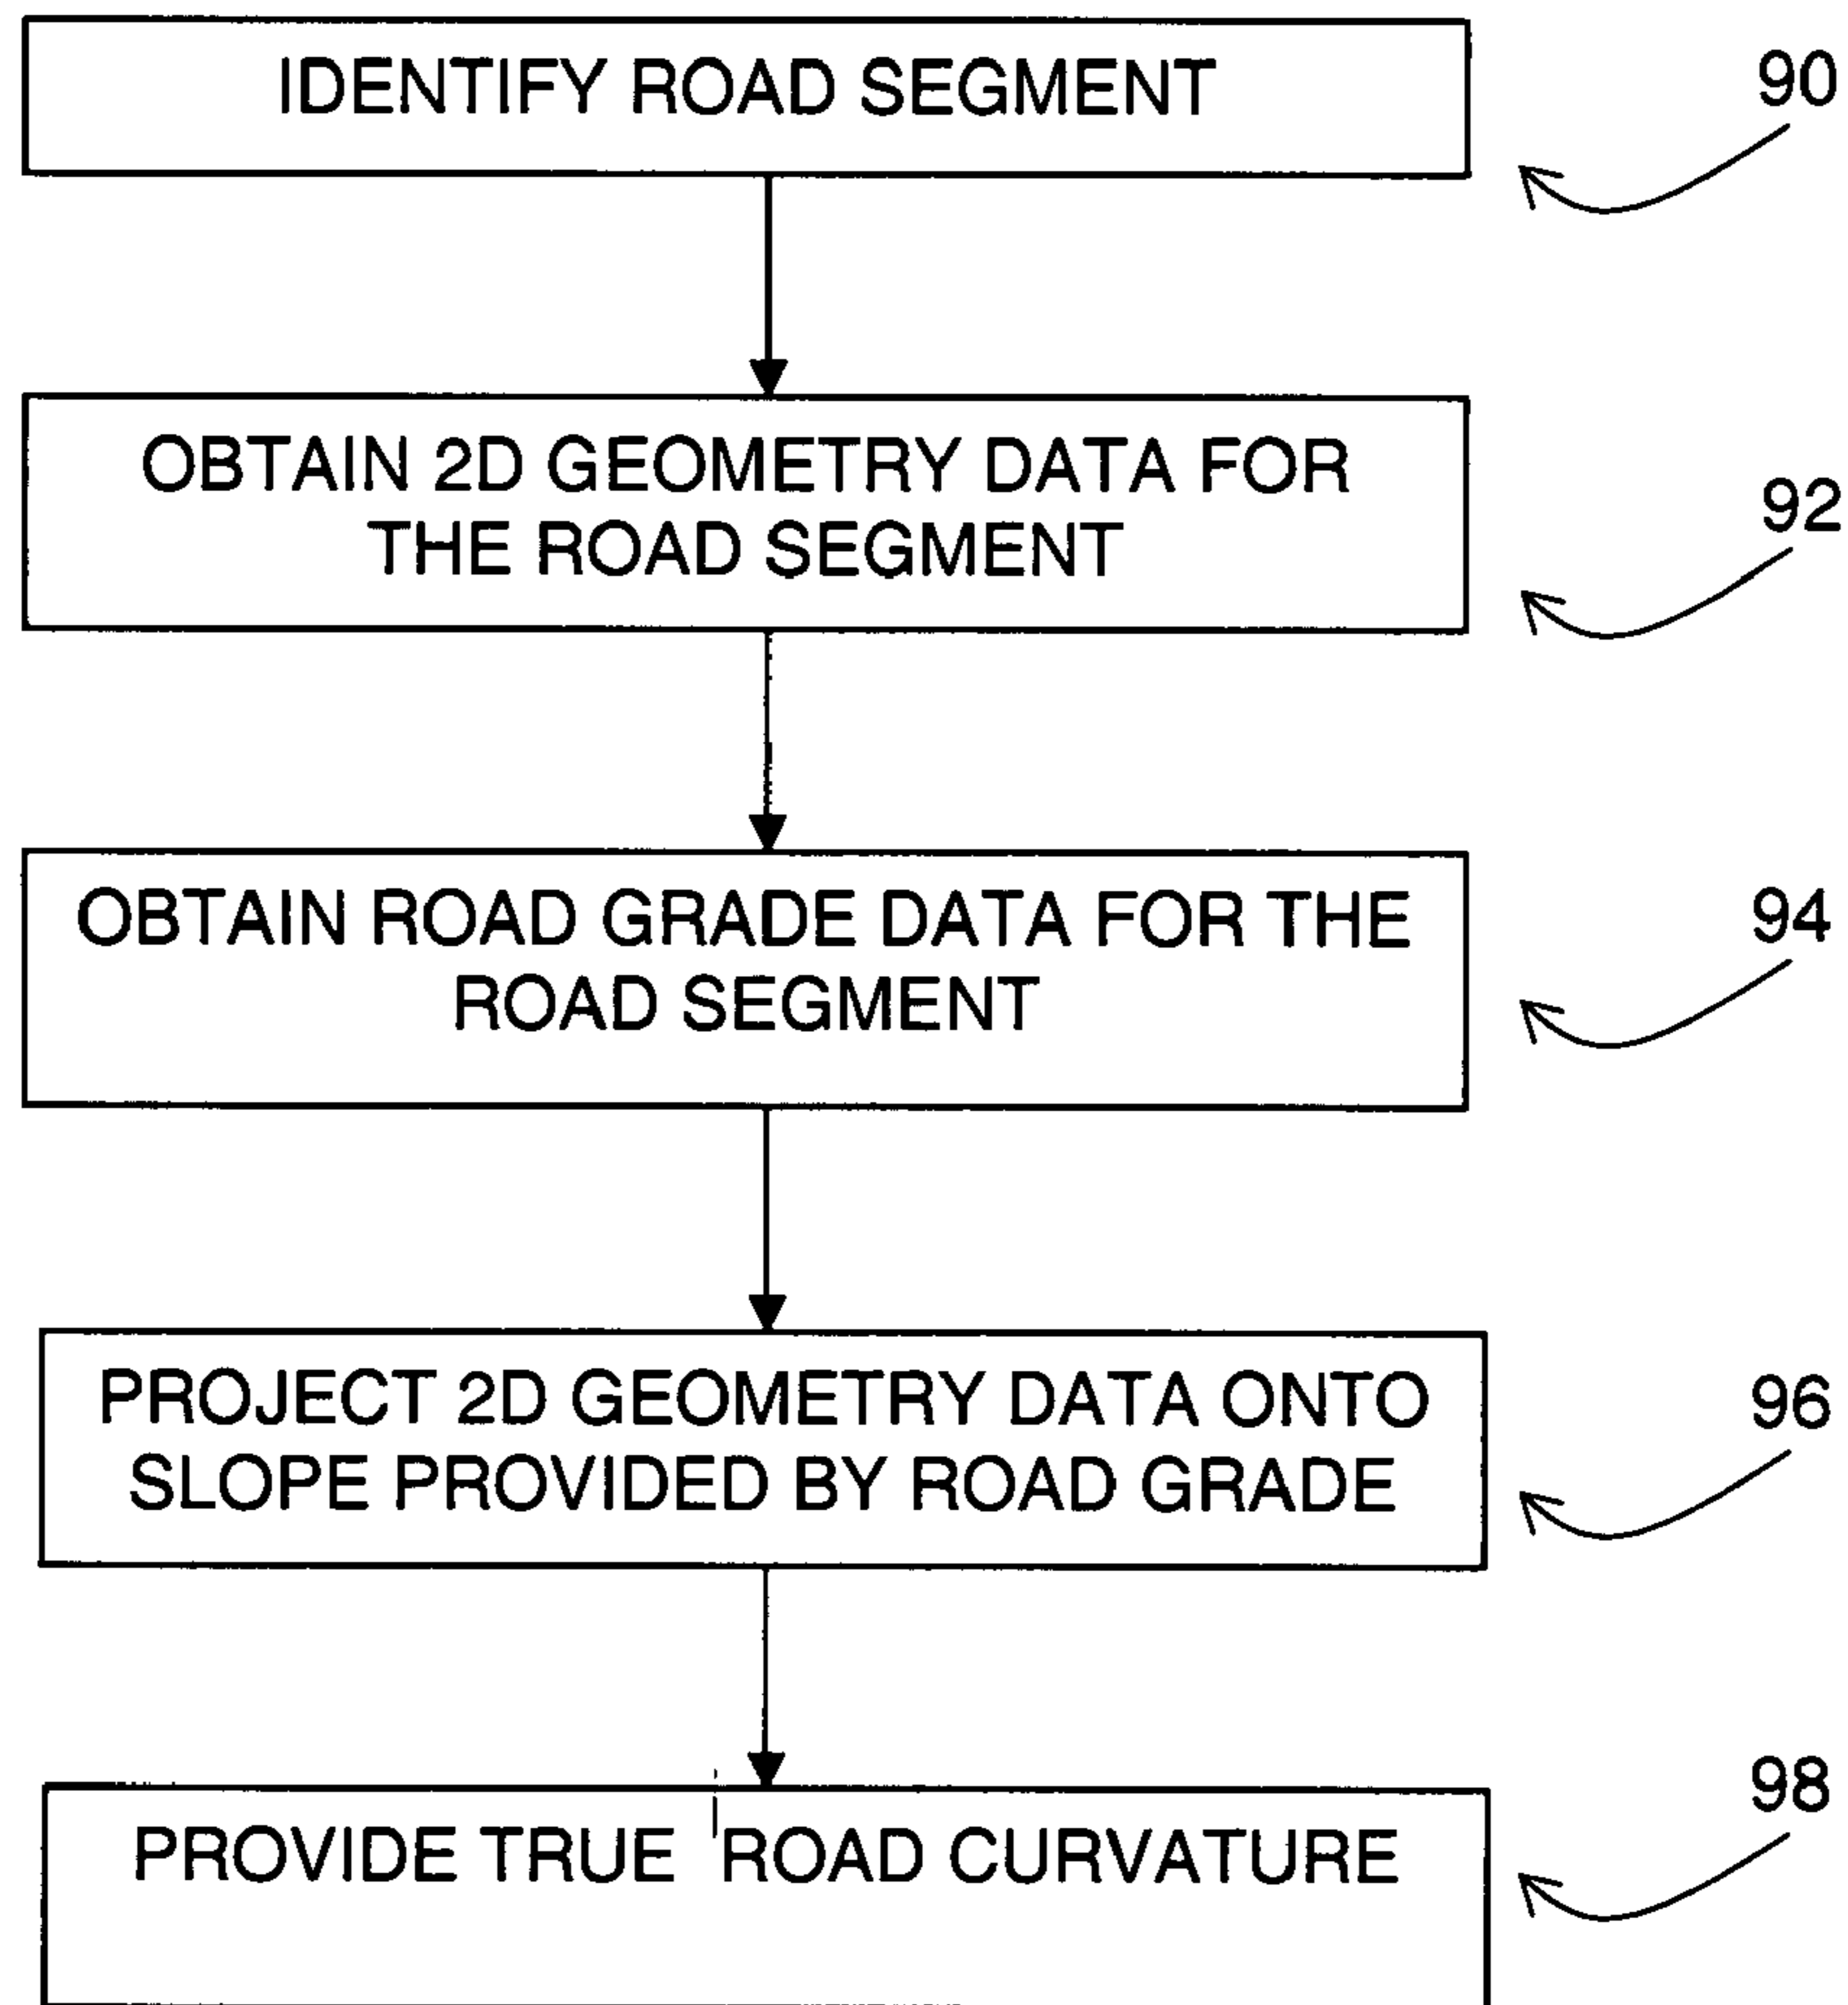 IDENTIFY ROAD SEGMENT
90
OBTAIN 2D GEOMETRY DATA FOR
THE ROAD SEGMENT
92
OBTAIN ROAD GRADE DATA FOR THE
ROAD SEGMENT
94
PROJECT 2D GEOMETRY DATA ONTO
SLOPE PROVIDED BY ROAD GRADE
96
PROVIDE TRUE ROAD CURVATURE
98